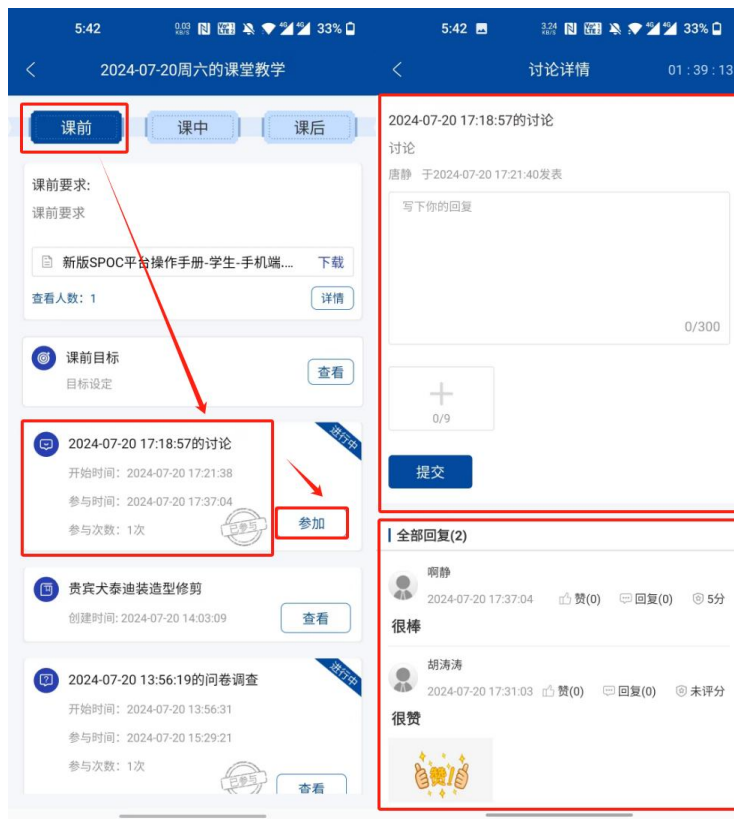 5:42
0.03 KB/S
33%
2024-07-20周六的课堂教学
课前
课中
课后
课前要求:
课前要求
新版SPOC平台操作手册-学生-手机端....
下载
查看人数：1
详情
课前目标
目标设定
查看
进行中
2024-07-20 17:18:57的讨论
开始时间：2024-07-20 17:21:38
参与时间：2024-07-20 17:37:04
参与次数：1次
已参与
参加
贵宾犬泰迪装造型修剪
创建时间: 2024-07-20 14:03:09
查看
进行中
2024-07-20 13:56:19的问卷调查
开始时间：2024-07-20 13:56:31
参与时间：2024-07-20 15:29:21
参与次数：1次
已参与
查看
5:42
3.24 KB/S
33%
讨论详情
01 : 39 : 13
2024-07-20 17:18:57的讨论
讨论
唐静 于2024-07-20 17:21:40发表
写下你的回复
0/300
0/9
提交
全部回复(2)
啊静
2024-07-20 17:37:04 赞(0) 回复(0) 5分
很棒
胡涛涛
2024-07-20 17:31:03 赞(0) 回复(0) 未评分
很赞
赞!